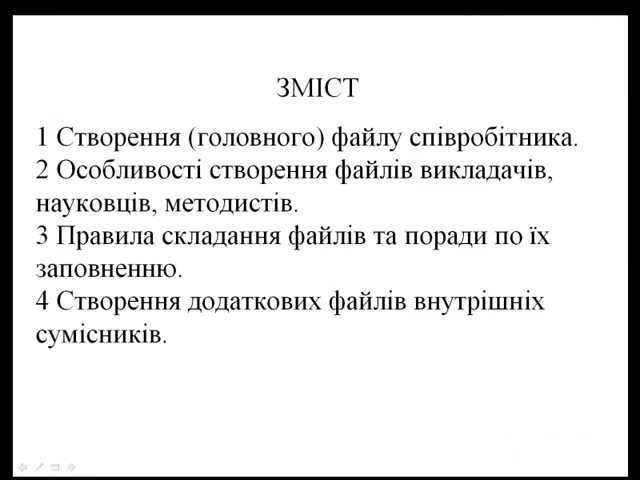 ЗМІСТ
1 Створення (головного) файлу співробітника.
2 Особливості створення файлів викладачів,
науковців, методистів.
3 Правила складання файлів та поради по їх
заповненню.
4 Створення додаткових файлів внутрішніх
сумісників.